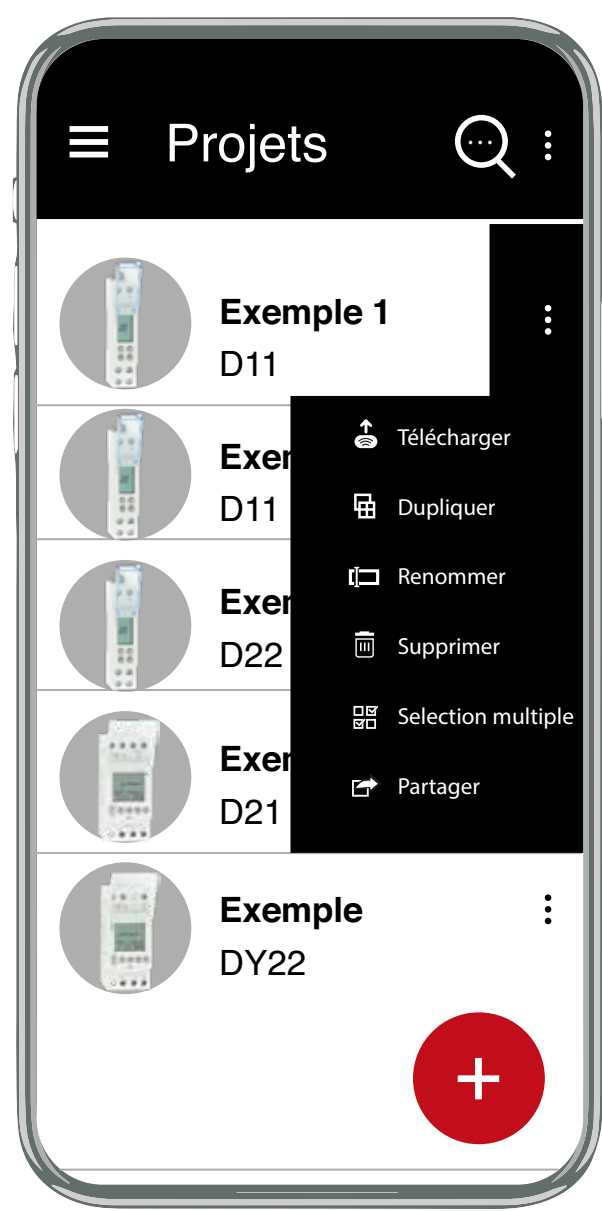 Projets
Exemple 1
D11
Télécharger
Exem
D11
Dupliquer
Renommer
Exem
D22
Supprimer
Selection multiple
Exem
D21
Partager
Exemple
DY22